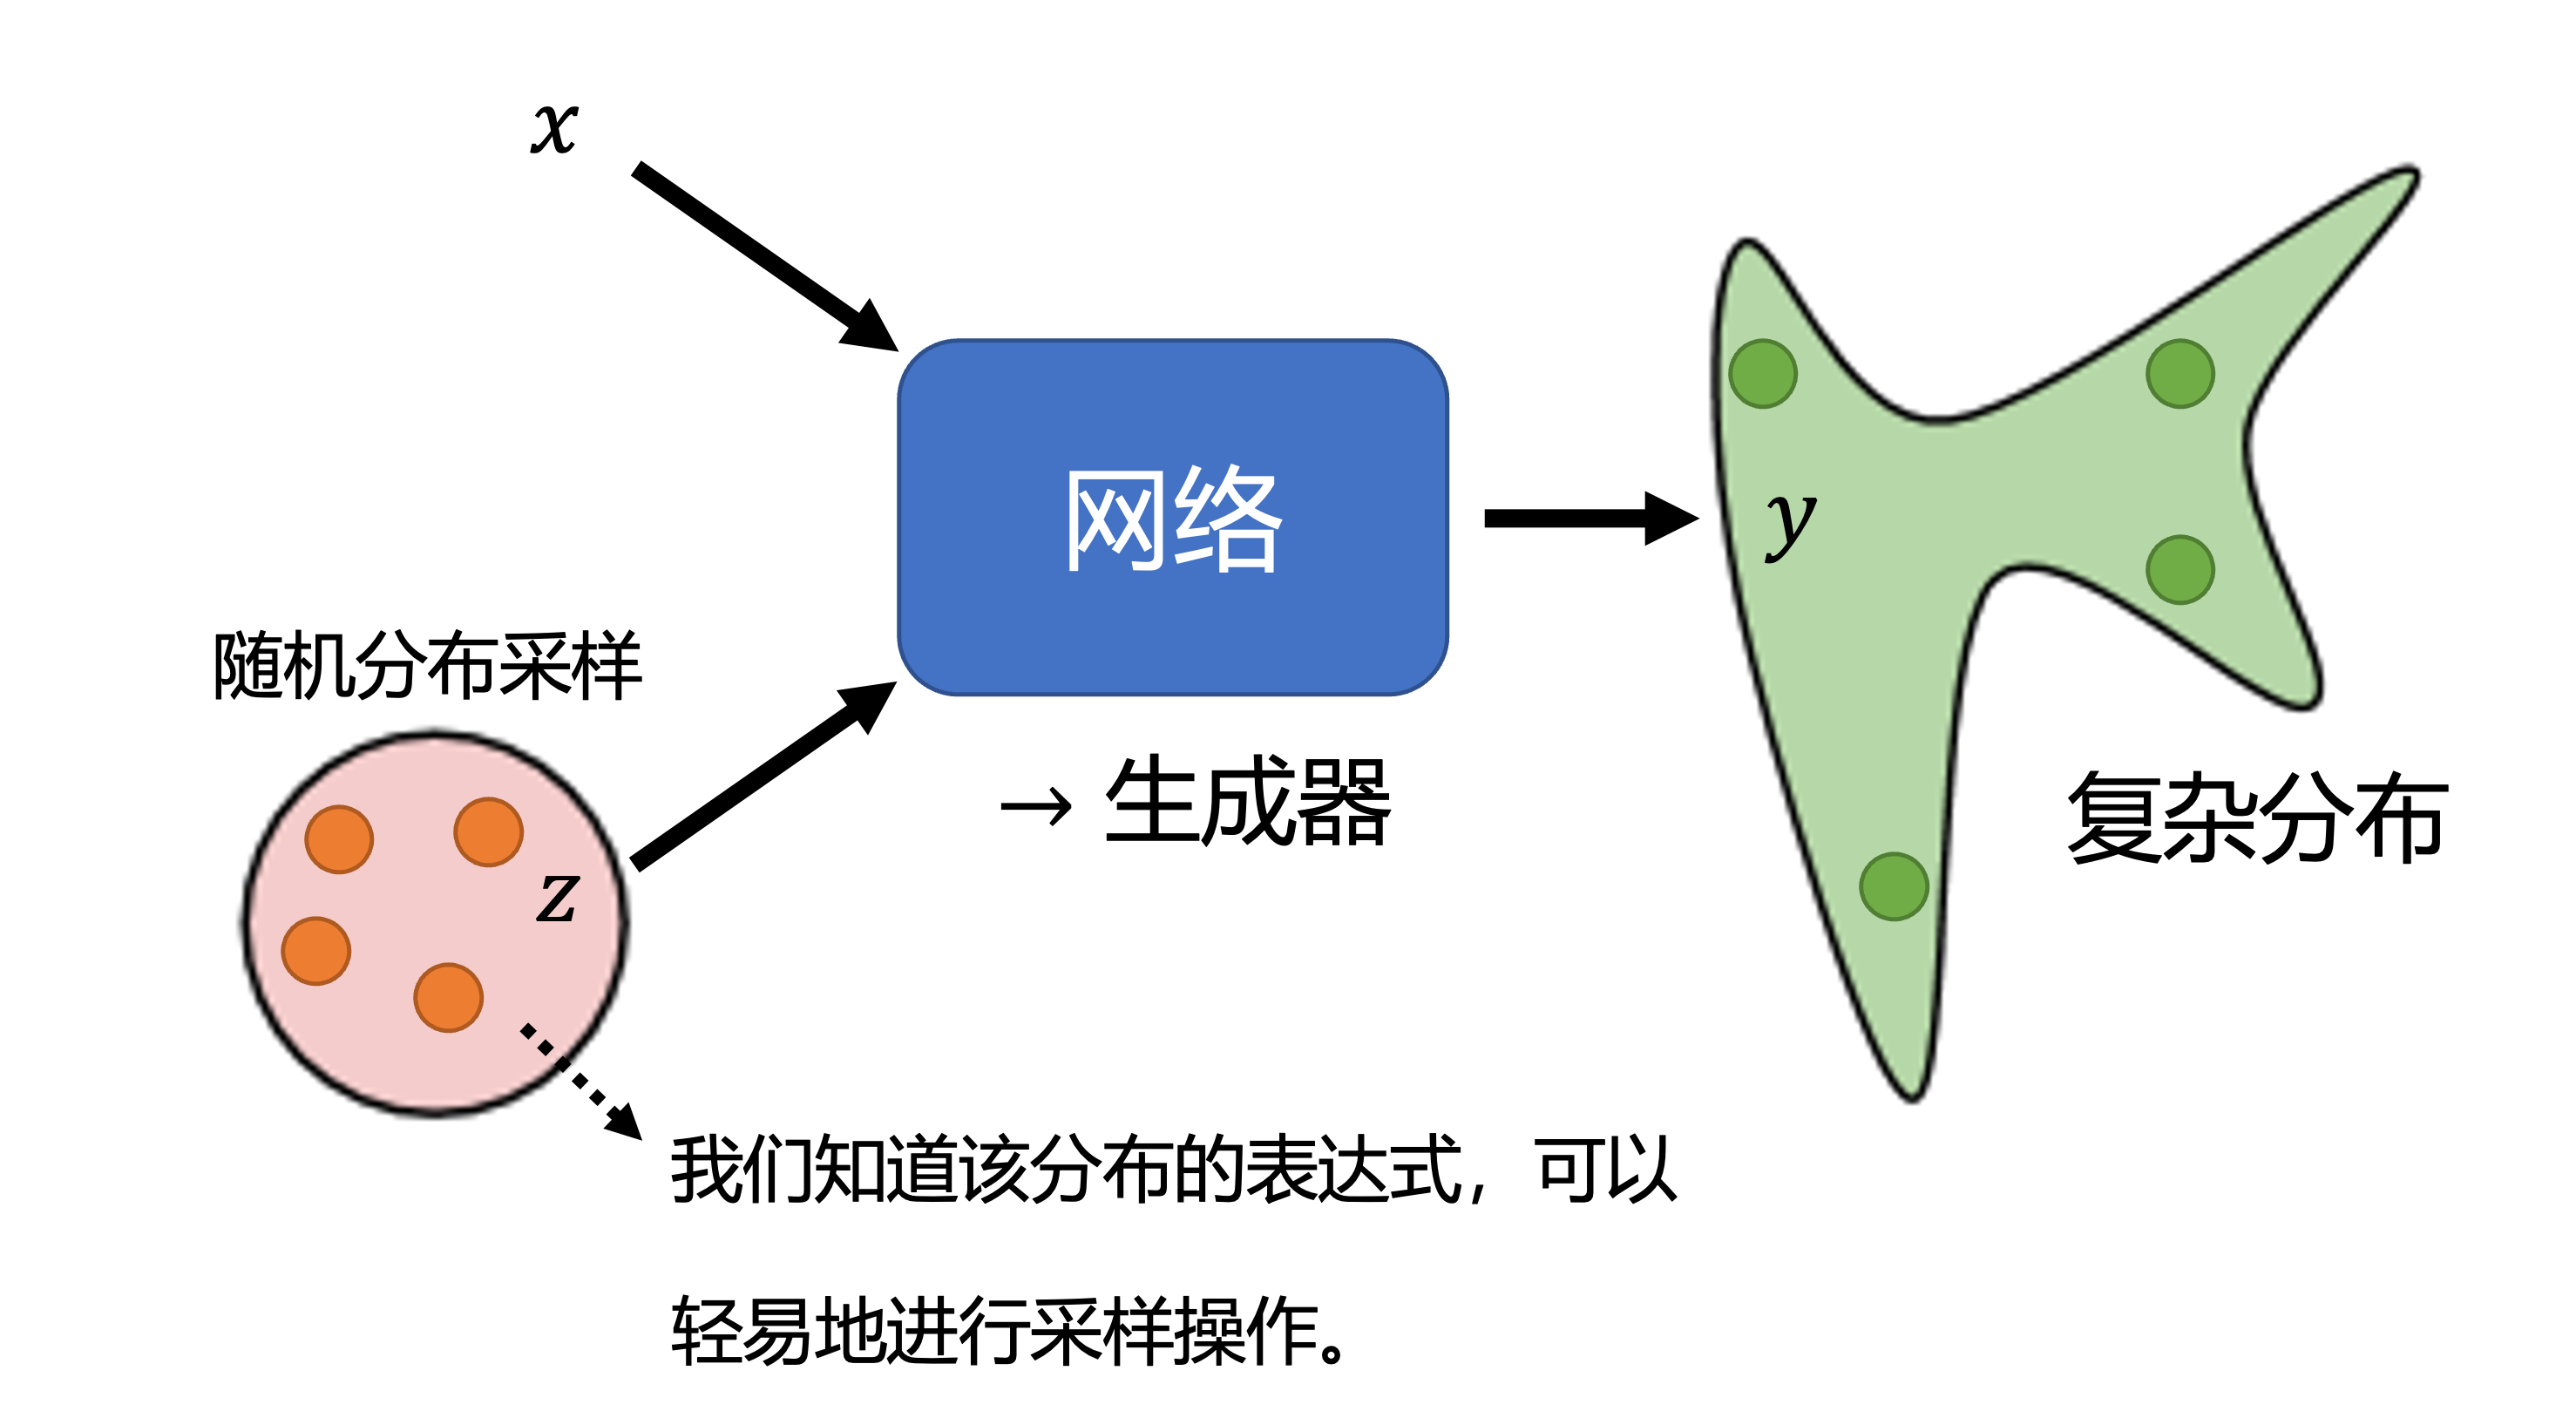 x
网络
y
随机分布采样
z
→ 生成器
复杂分布
我们知道该分布的表达式，可以
轻易地进行采样操作。